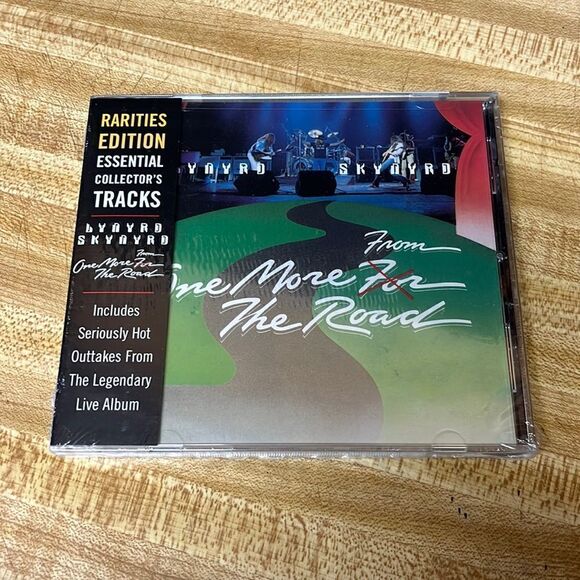 RARITIES
EDITION
ESSENTIAL
COLLECTOR'S
TRACKS
LYNYRD
SKYNYRD
From
One More For
The Road
Includes
Seriously Hot
Outtakes From
The Legendary
Live Album
YNYRD SKYNYRD
From
One More For
The Road